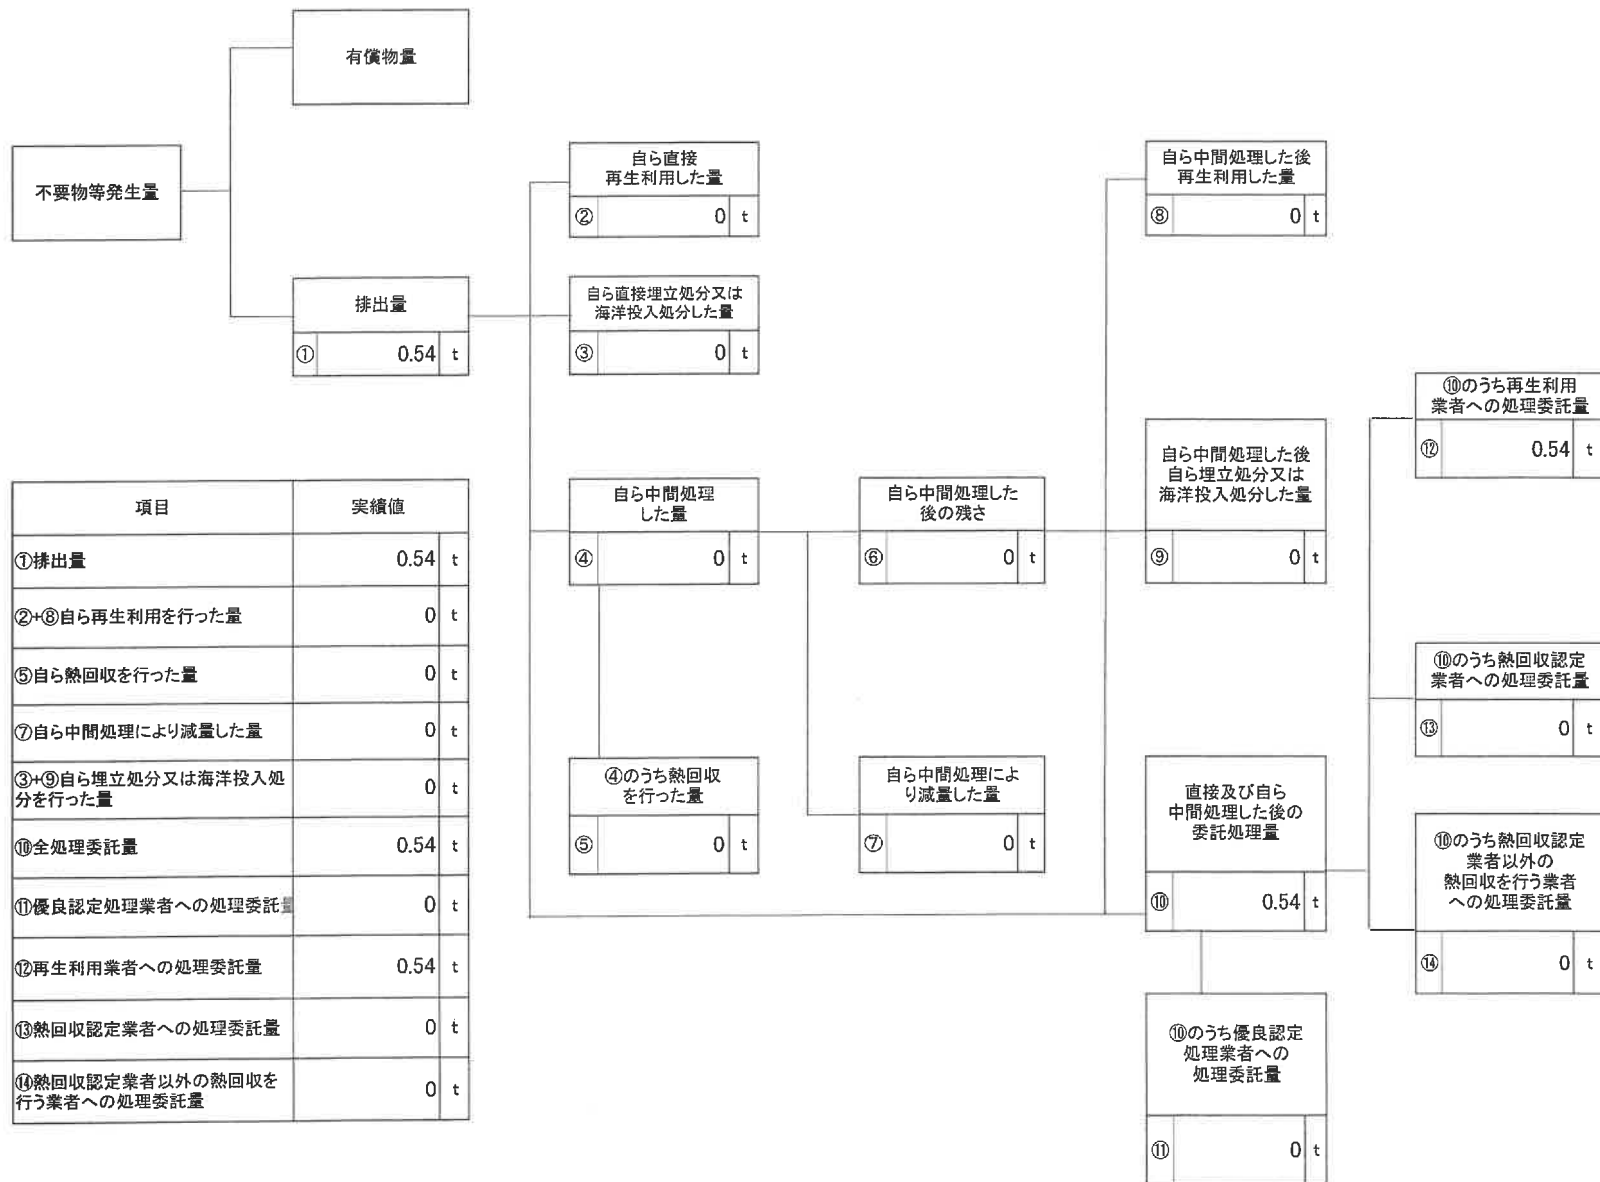 有償物量
不要物等発生量
排出量
① 0.54 t
自ら直接
再生利用した量
② 0 t
自ら直接埋立処分又は
海洋投入処分した量
③ 0 t
自ら中間処理
した量
④ 0 t
④のうち熱回収
を行った量
⑤ 0 t
自ら中間処理した
後の残さ
⑥ 0 t
自ら中間処理によ
り減量した量
⑦ 0 t
自ら中間処理した後
再生利用した量
⑧ 0 t
自ら中間処理した後
自ら埋立処分又は
海洋投入処分した量
⑨ 0 t
直接及び自ら
中間処理した後の
委託処理量
⑩ 0.54 t
⑩のうち優良認定
処理業者への
処理委託量
⑪ 0 t
⑩のうち再生利用
業者への処理委託量
⑫ 0.54 t
⑩のうち熱回収認定
業者への処理委託量
⑬ 0 t
⑩のうち熱回収認定
業者以外の
熱回収を行う業者
への処理委託量
⑭ 0 t
項目 実績値
①排出量 0.54 t
②+⑧自ら再生利用を行った量 0 t
⑤自ら熱回収を行った量 0 t
⑦自ら中間処理により減量した量 0 t
③+⑨自ら埋立処分又は海洋投入処
分を行った量 0 t
⑩全処理委託量 0.54 t
⑪優良認定処理業者への処理委託量 0 t
⑫再生利用業者への処理委託量 0.54 t
⑬熱回収認定業者への処理委託量 0 t
⑭熱回収認定業者以外の熱回収を
行う業者への処理委託量 0 t